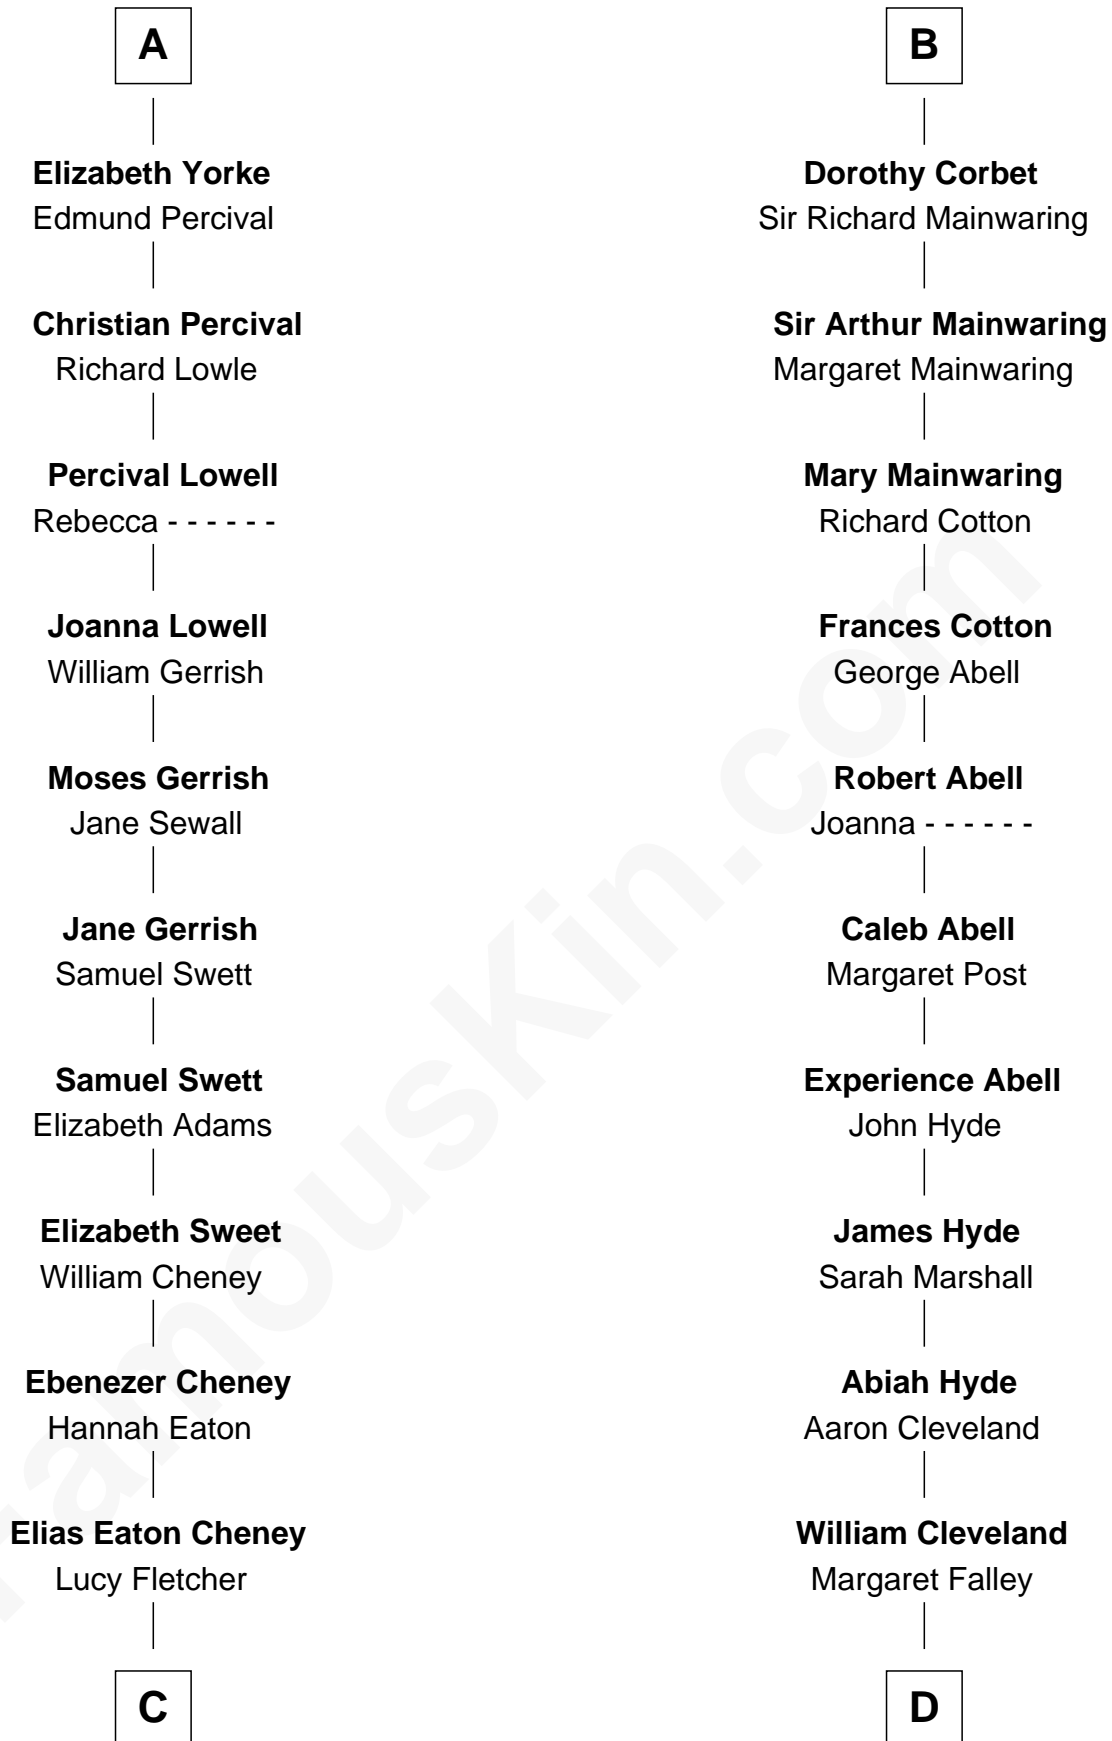 A
Elizabeth Yorke
Edmund Percival
Christian Percival
Richard Lowle
Percival Lowell
Rebecca - - - - - -
Joanna Lowell
William Gerrish
Moses Gerrish
Jane Sewall
Jane Gerrish
Samuel Swett
Samuel Swett
Elizabeth Adams
Elizabeth Sweet
William Cheney
Ebenezer Cheney
Hannah Eaton
Elias Eaton Cheney
Lucy Fletcher
C
B
Dorothy Corbet
Sir Richard Mainwaring
Sir Arthur Mainwaring
Margaret Mainwaring
Mary Mainwaring
Richard Cotton
Frances Cotton
George Abell
Robert Abell
Joanna - - - - - -
Caleb Abell
Margaret Post
Experience Abell
John Hyde
James Hyde
Sarah Marshall
Abiah Hyde
Aaron Cleveland
William Cleveland
Margaret Falley
D
FamousKin.com